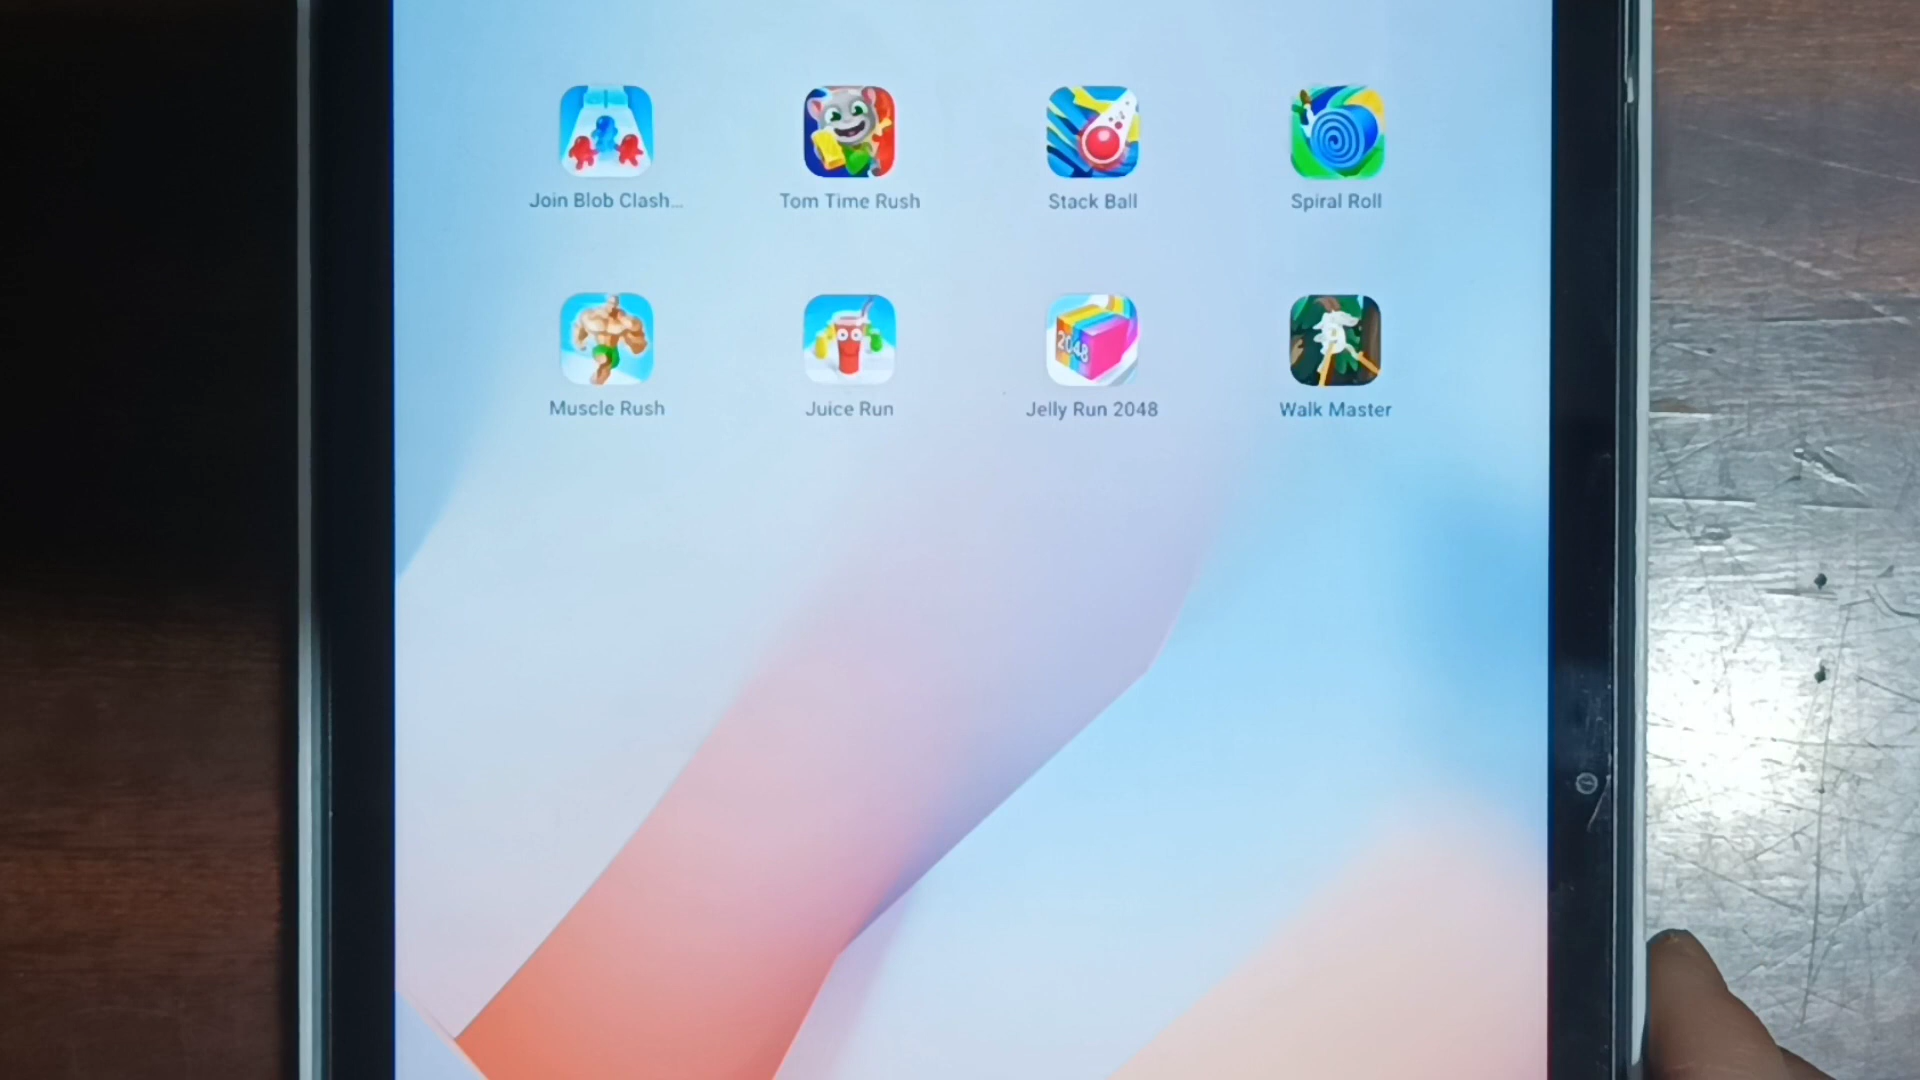 Join Blob Clash...
Tom Time Rush
Stack Ball
Spiral Roll
Muscle Rush
Juice Run
2048
Jelly Run 2048
Walk Master